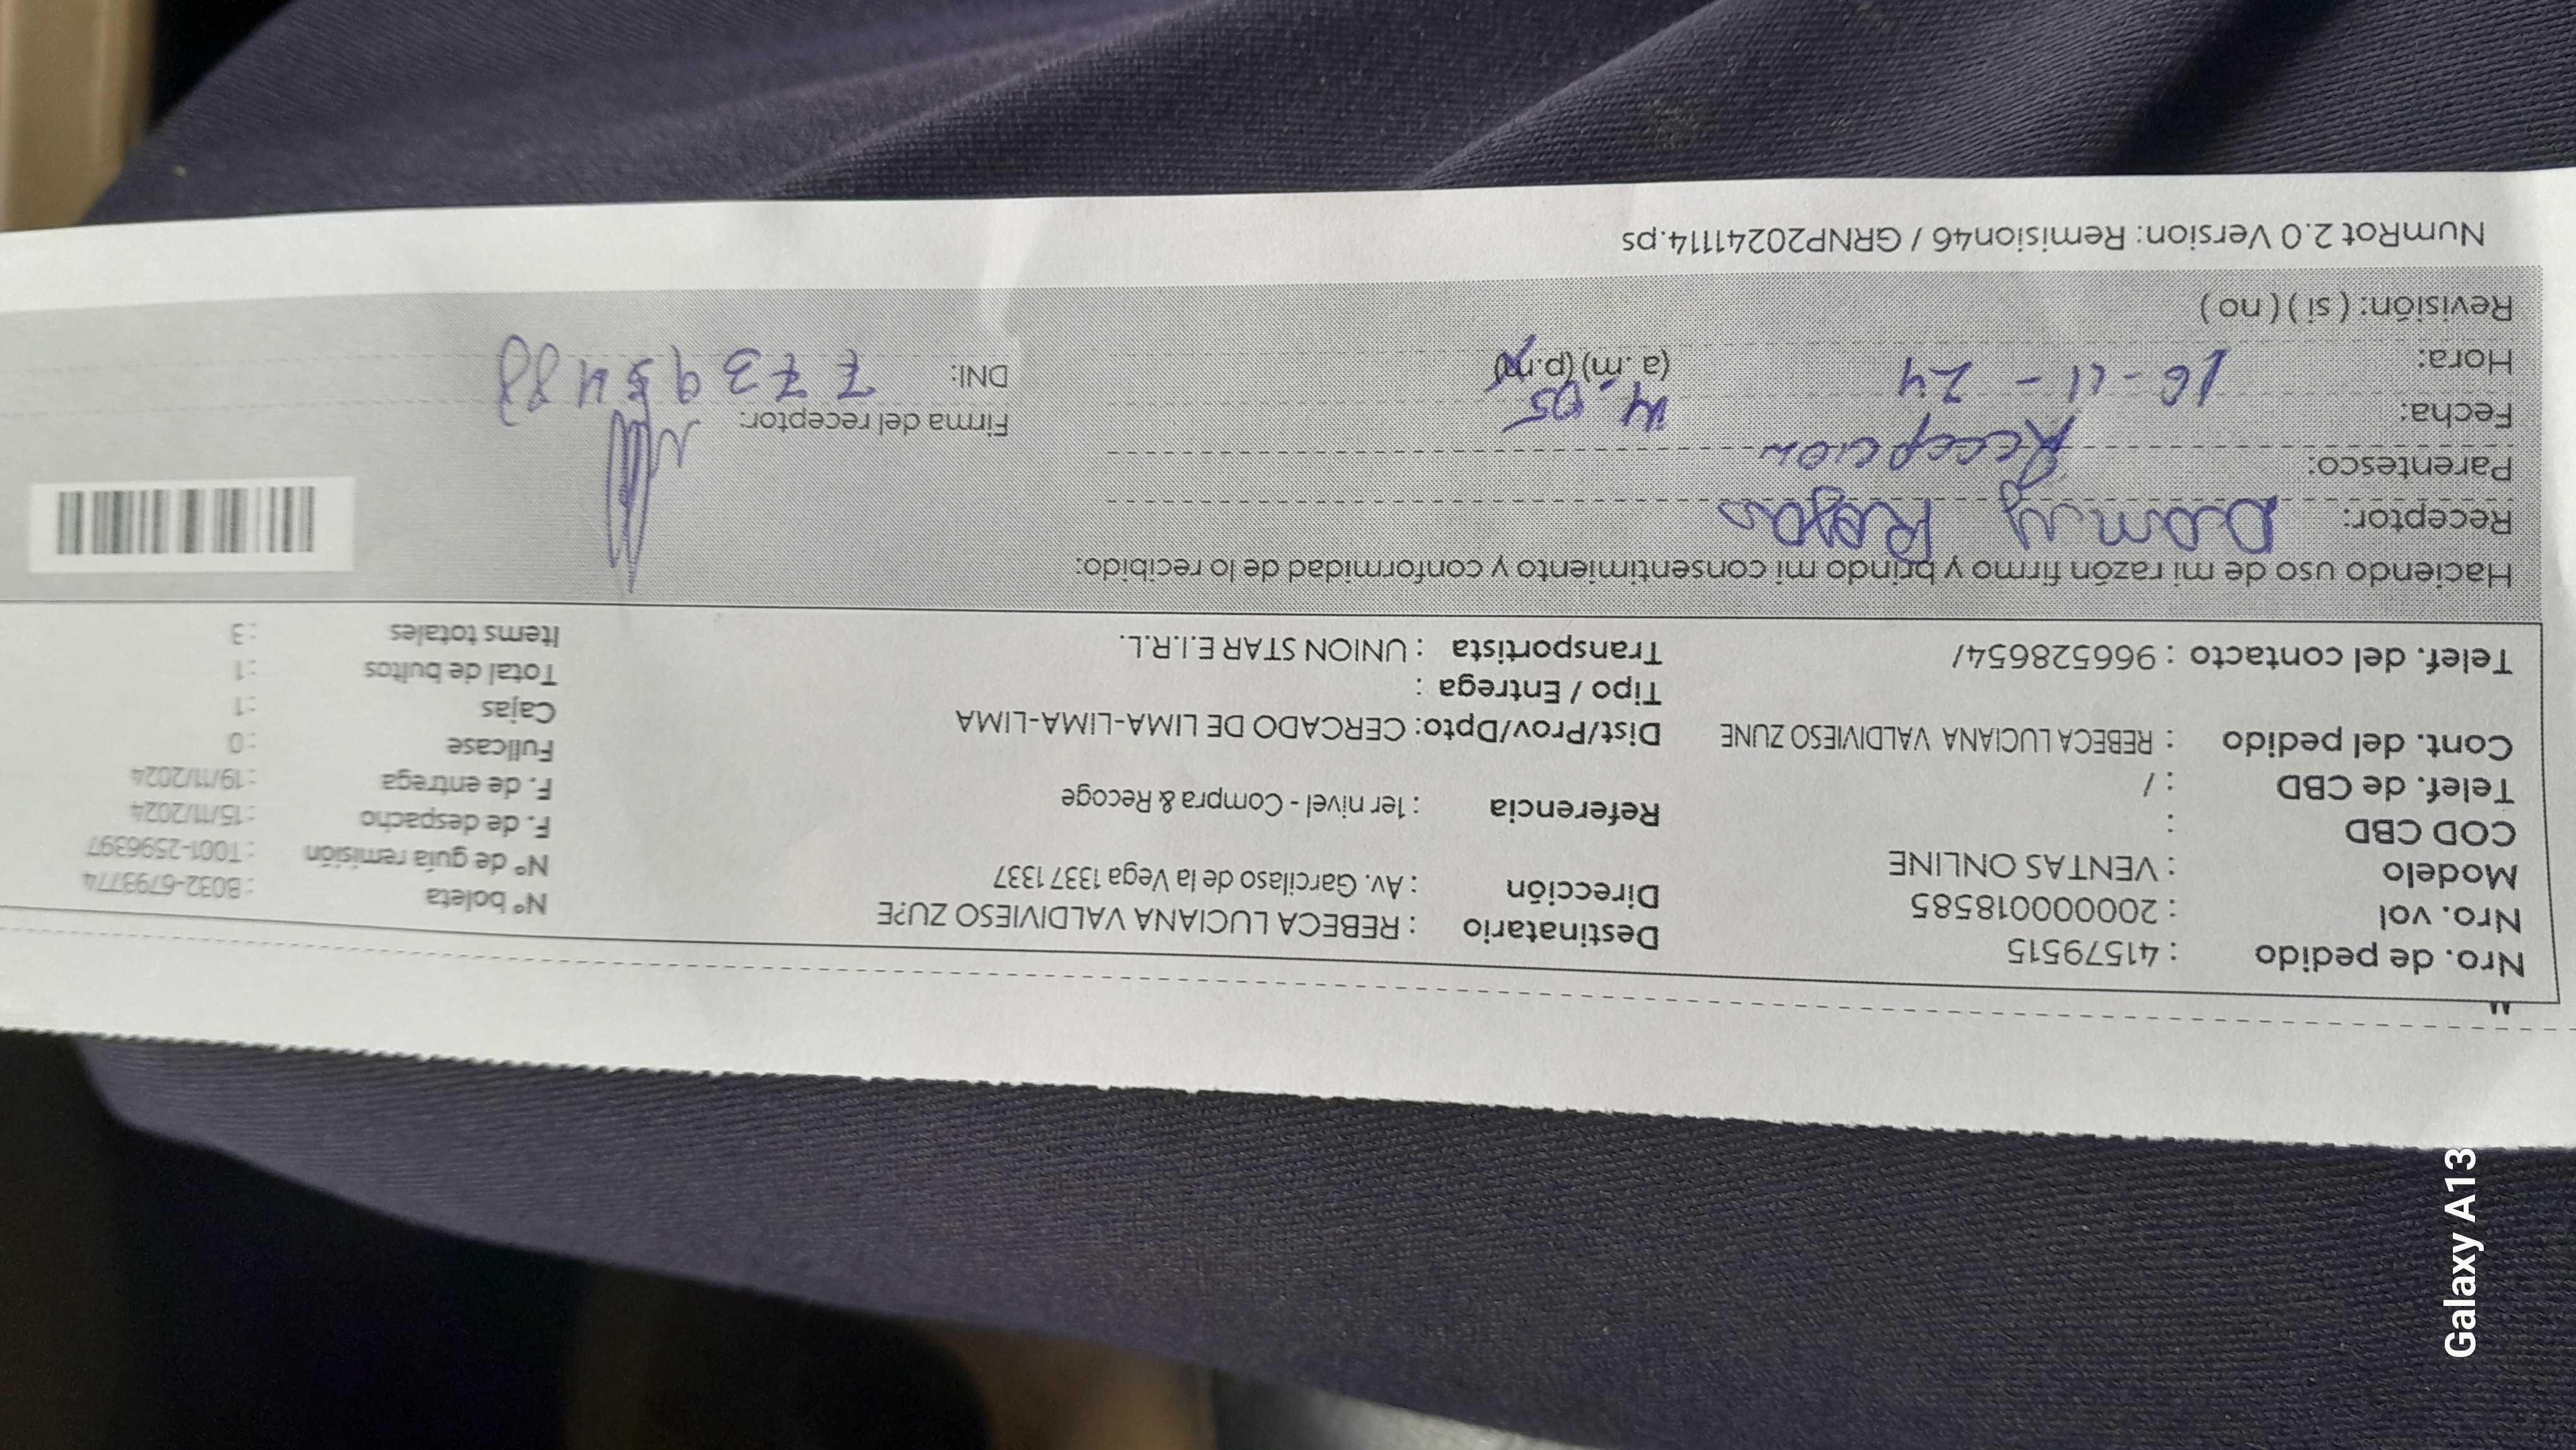 Nro. de pedido : 41579515
Nro. vol : 20000018585
Modelo : VENTAS ONLINE
COD CBD :
Telef. de CBD : /
Cont. del pedido : REBECA LUCIANA VALDIVIESO ZUNE
Telef. del contacto : 966528654/
Destinatario : REBECA LUCIANA VALDIVIESO ZU?E
Dirección : Av. Garcilaso de la Vega 1337 1337
Referencia : 1er nivel - Compra & Recoge
Dist/Prov/Dpto: CERCADO DE LIMA-LIMA-LIMA
Tipo / Entrega :
Transportista : UNION STAR E.I.R.L.
N° boleta : B032-6793774
N° de guía remisión : T001-2596397
F. de despacho : 15/11/2024
F. de entrega : 19/11/2024
Fullcase : 0
Cajas : 1
Total de bultos : 1
Items totales : 3
Haciendo uso de mi razón firmo y brindo mi consentimiento y conformidad de lo recibido:
Receptor: Rojas
Parentesco: Recepcion
Fecha: 16-11-24
Hora: 14:05 (a.m) (p.m)
Revisión: ( si ) ( no )
Firma del receptor:
DNI:
NumRot 2.0 Version: Remision46 / GRNP20241114.ps
Galaxy A13